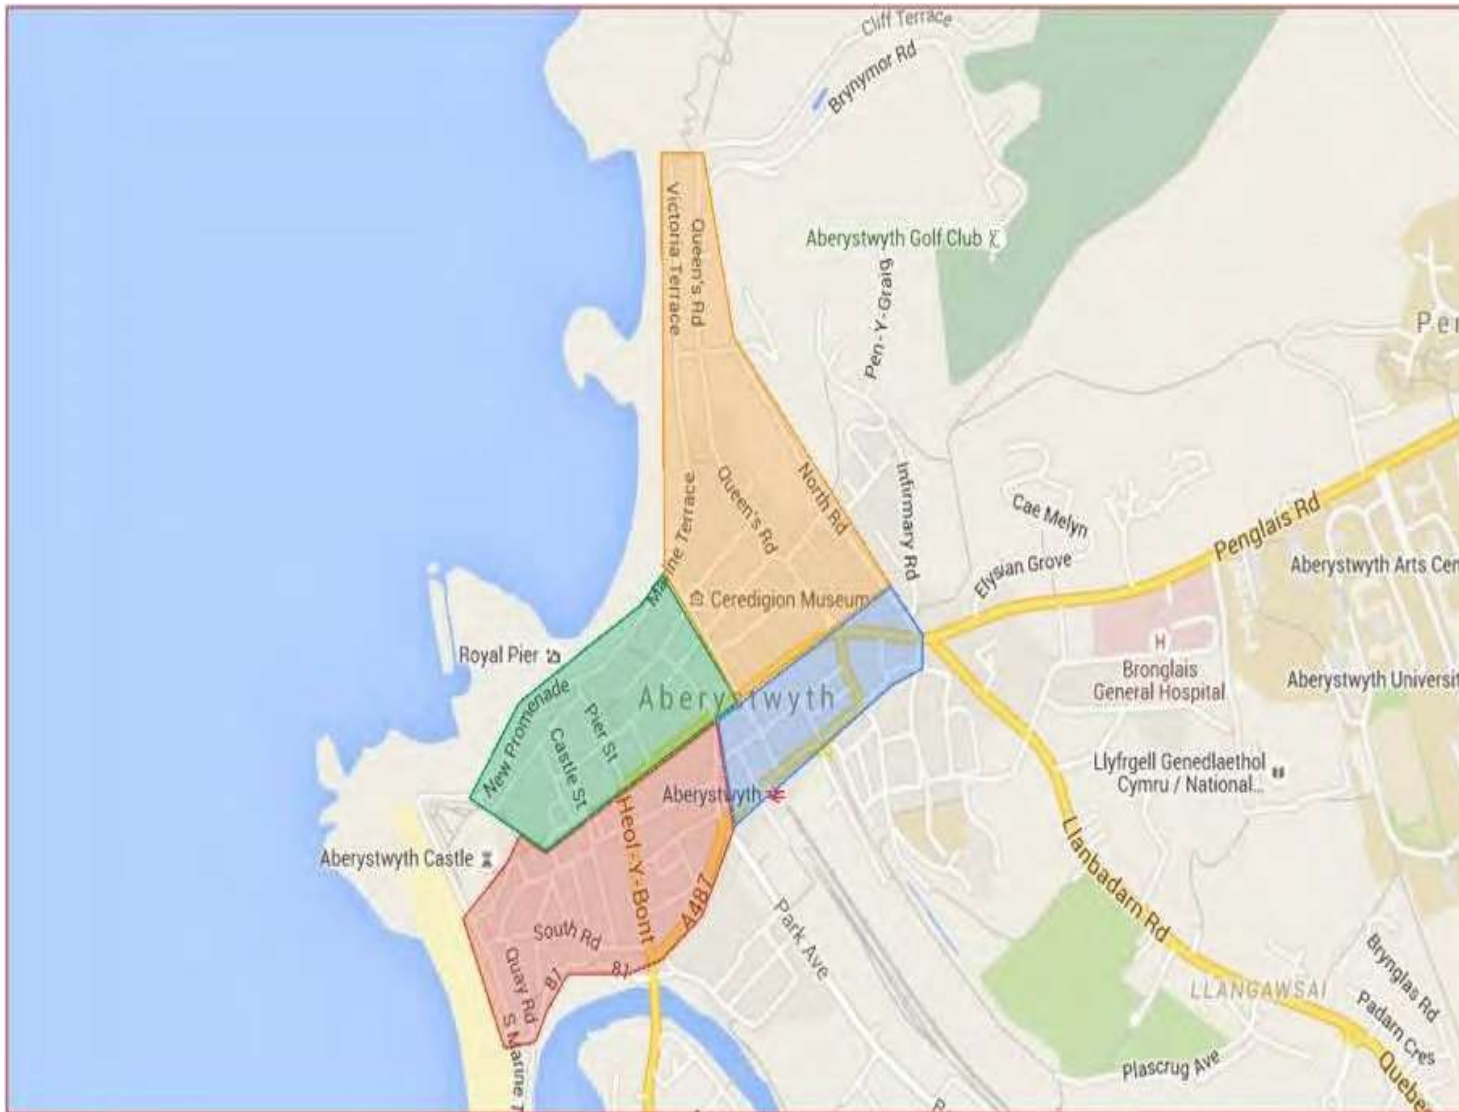 Cliff Terrace
Brynymor Rd
Victoria Terrace
Queen's Rd
Aberystwyth Golf Club
Pen-Y-Graig
Per
North Rd
Queen's Rd
Infirmary Rd
Cae Melyn
Penglais Rd
Marine Terrace
Elysian Grove
Aberystwyth Arts Cen
Ceredigion Museum
Royal Pier
H
Bronglais
General Hospital
Aberystwyth Universit
Aberystwyth
New Promenade
Pier St
Castle St
Llyfrgell Genedlaethol
Cymru / National...
Aberystwyth
Heol-Y-Bont
Aberystwyth Castle
Llanbadarn Rd
A487
Park Ave
South Rd
Quay Rd
81
81
Brynglas Rd
LLANGAWSAI
Padarn Cres
S Marine T
Plascrug Ave
Quebe